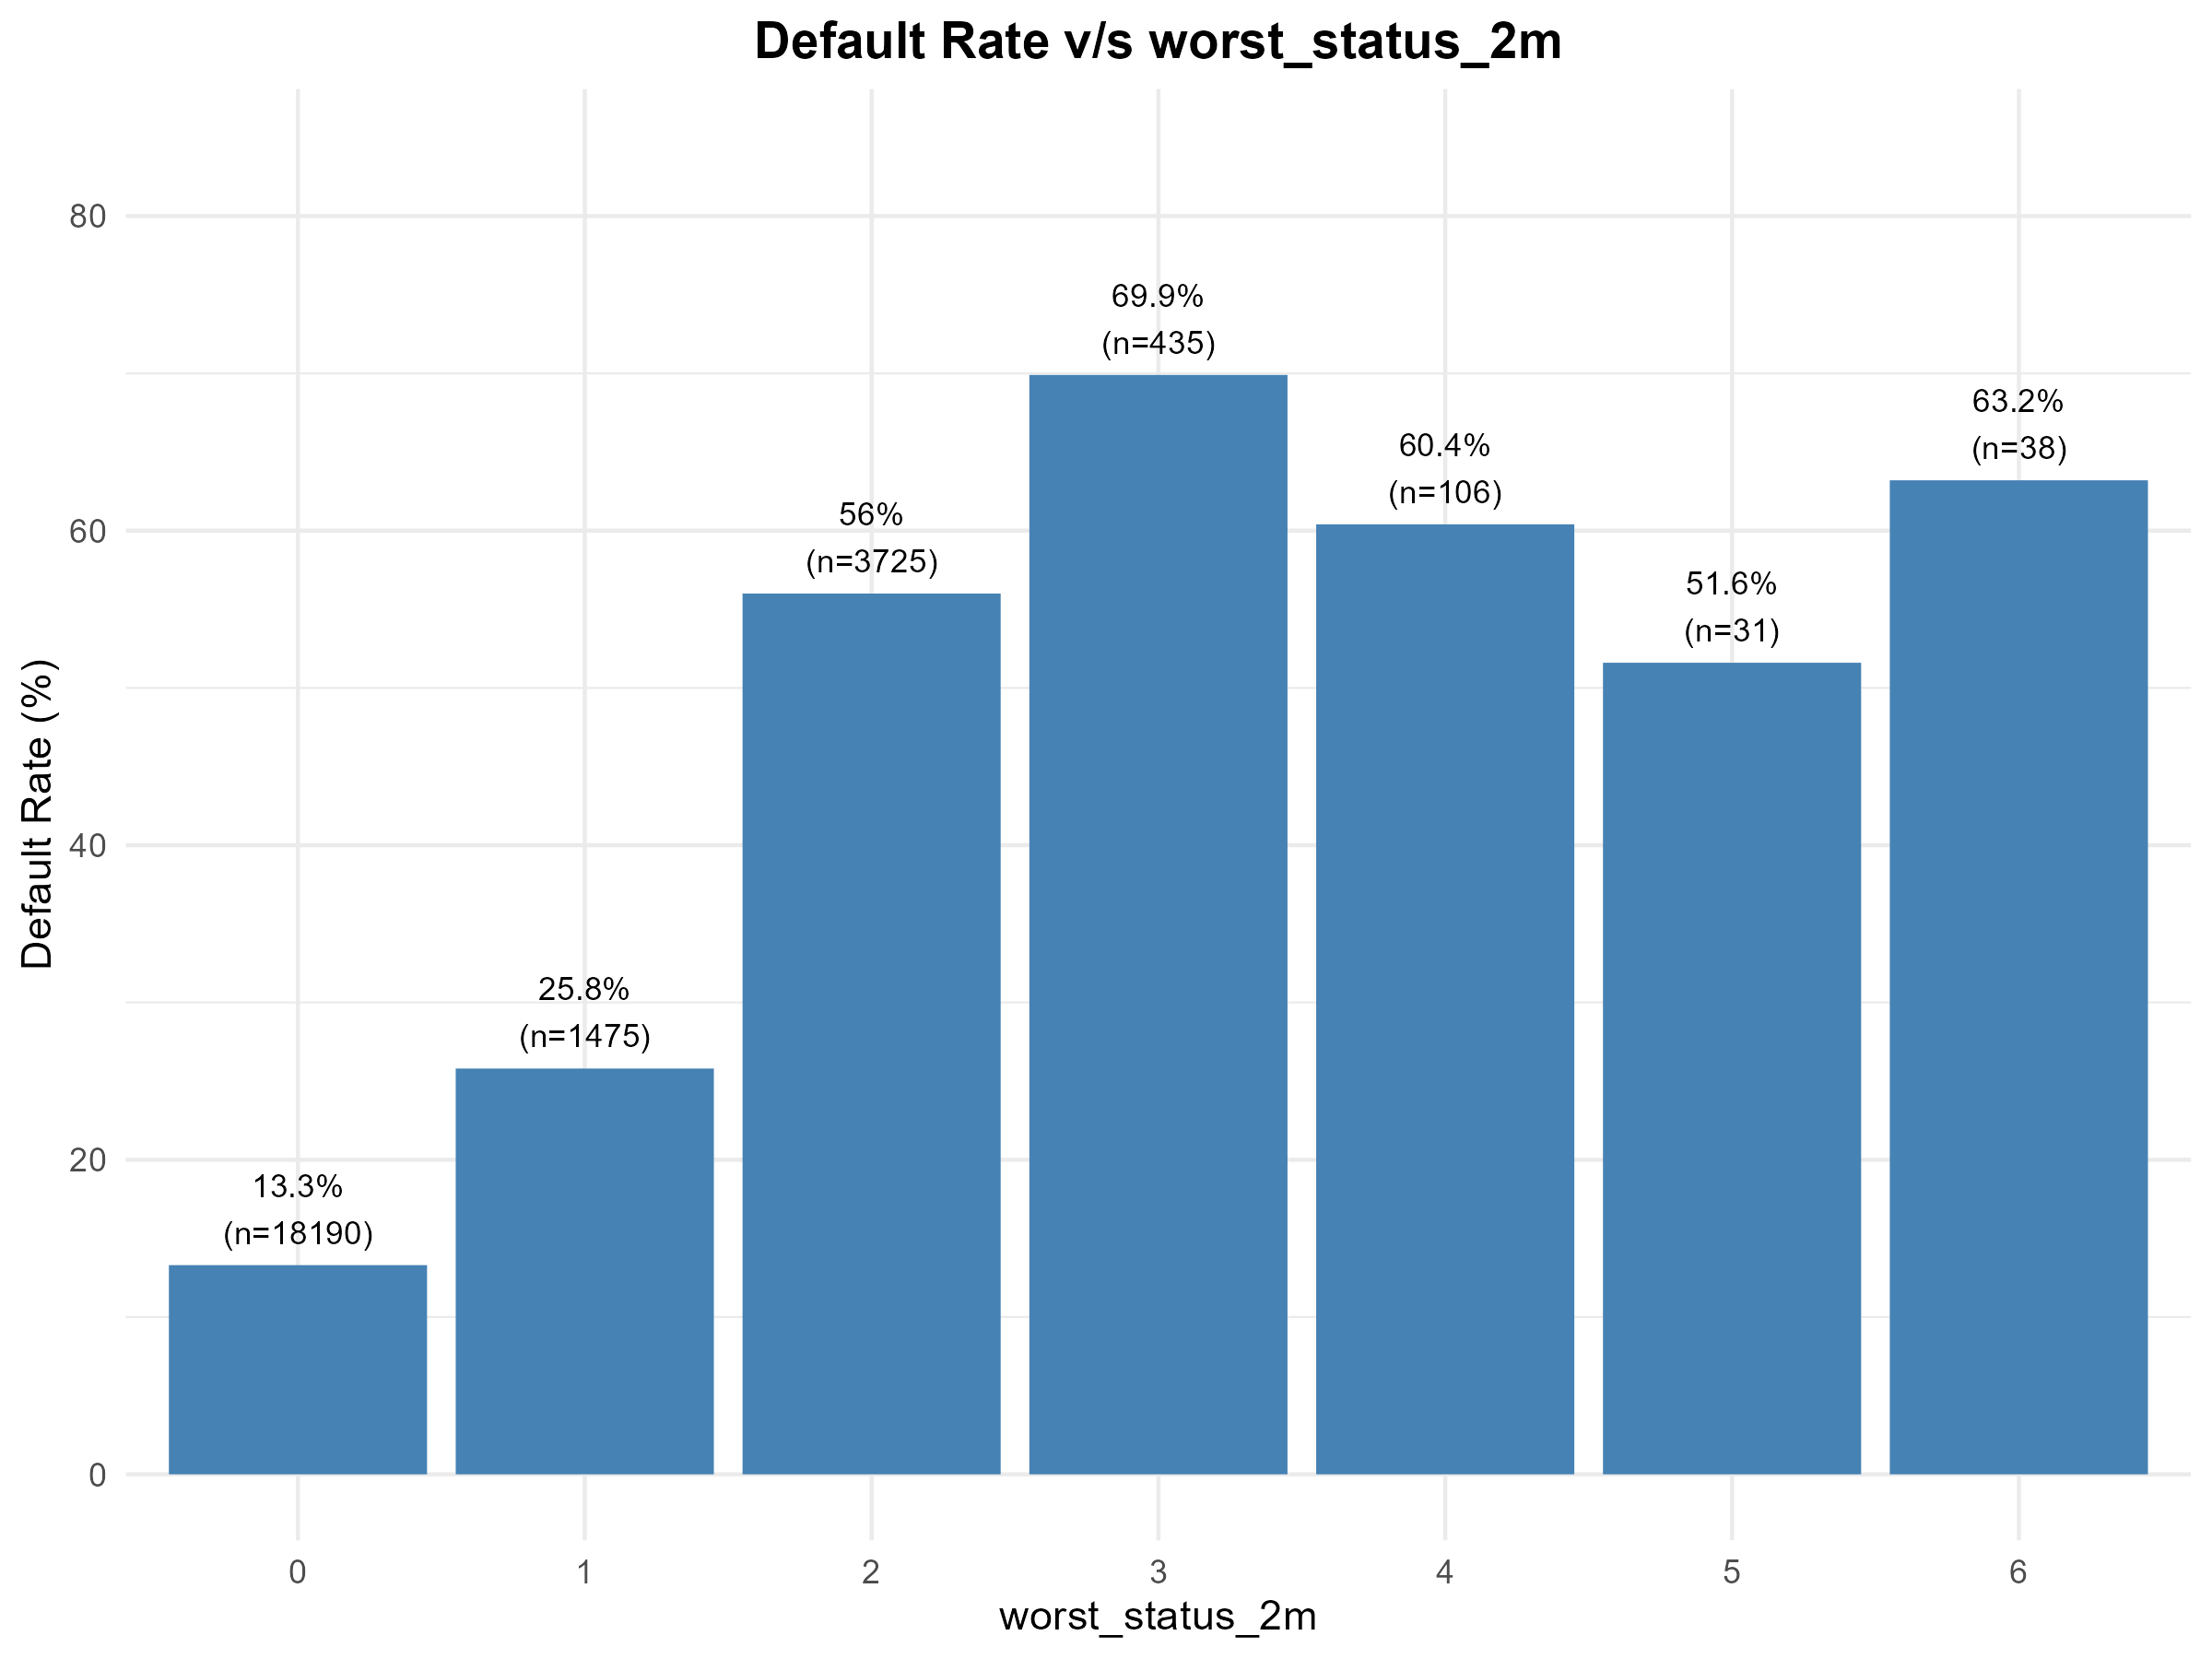 Default Rate v/s worst_status_2m
Default Rate (%)
80
60
40
20
0
13.3%
(n=18190)
25.8%
(n=1475)
56%
(n=3725)
69.9%
(n=435)
60.4%
(n=106)
51.6%
(n=31)
63.2%
(n=38)
0 1 2 3 4 5 6
worst_status_2m